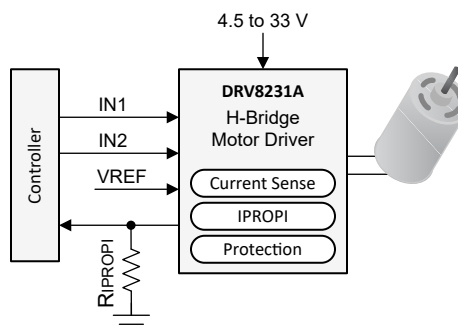 4.5 to 33 V
DRV8231A
H-Bridge
Motor Driver
Controller
IN1
IN2
VREF
Current Sense
IPROPI
Protection
RIPROPI